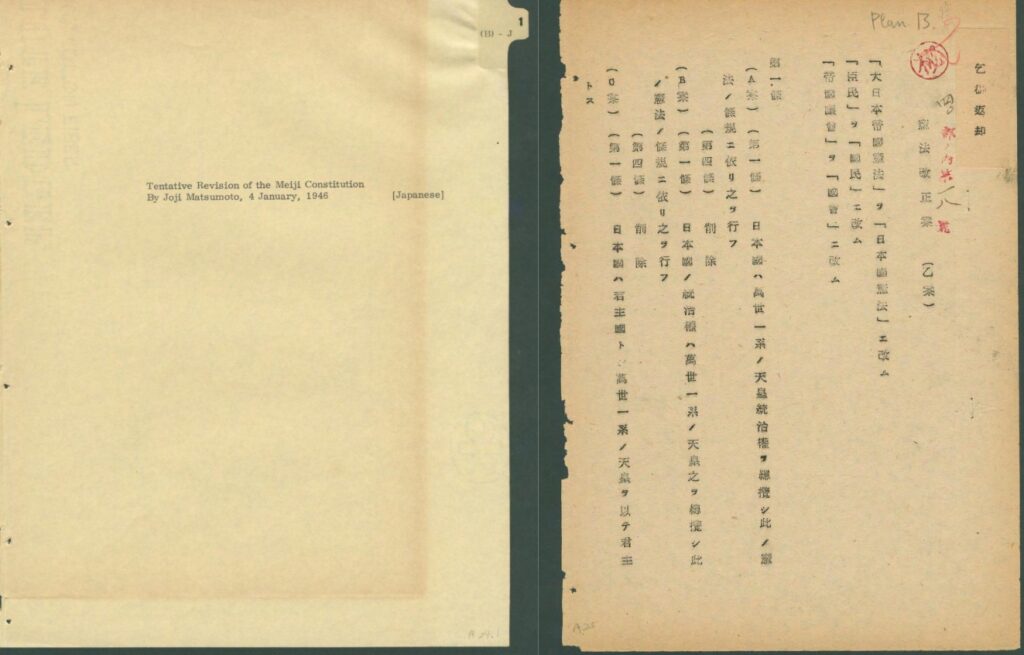 1
(B) - J
Tentative Revision of the Meiji Constitution
By Joji Matsumoto, 4 January, 1946 [Japanese]
Plan B.
乞御返却
憲法改正案 (乙案)
「大日本帝國憲法」ヲ「日本國憲法」ニ改ム
「臣民」ヲ「國民」ニ改ム
「帝國議會」ヲ「國會」ニ改ム
第一條
(A案) (第一條) 日本國ハ萬世一系ノ天皇統治權ヲ總攬シ此ノ憲
法ノ條規ニ依リ之ヲ行フ
(第四條) 削除
(B案) (第一條) 日本國ノ統治權ハ萬世一系ノ天皇之ヲ總攬シ此
ノ憲法ノ條規ニ依リ之ヲ行フ
(第四條) 削除
(C案) (第一條) 日本國ハ君主國トシ萬世一系ノ天皇ヲ以テ君主
トス